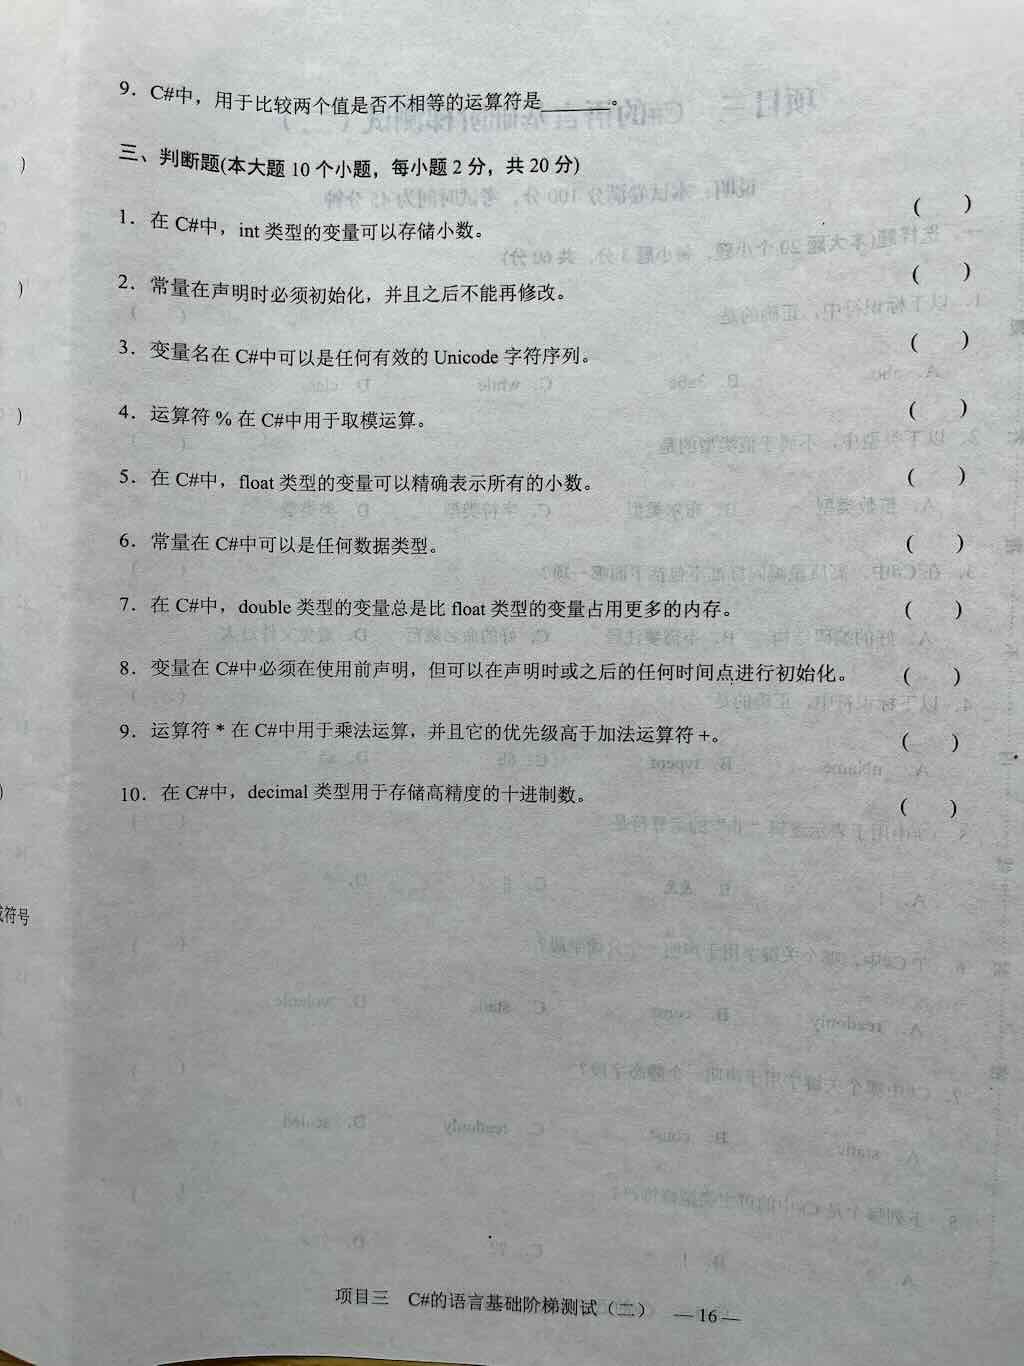 9．C#中，用于比较两个值是否不相等的运算符是______。
三、判断题(本大题 10 个小题，每小题 2 分，共 20 分)
1．在 C#中，int 类型的变量可以存储小数。 ( )
2．常量在声明时必须初始化，并且之后不能再修改。 ( )
3．变量名在 C#中可以是任何有效的 Unicode 字符序列。 ( )
4．运算符 % 在 C#中用于取模运算。 ( )
5．在 C#中，float 类型的变量可以精确表示所有的小数。 ( )
6．常量在 C#中可以是任何数据类型。 ( )
7．在 C#中，double 类型的变量总是比 float 类型的变量占用更多的内存。 ( )
8．变量在 C#中必须在使用前声明，但可以在声明时或之后的任何时间点进行初始化。 ( )
9．运算符 * 在 C#中用于乘法运算，并且它的优先级高于加法运算符 +。 ( )
10．在 C#中，decimal 类型用于存储高精度的十进制数。 ( )
符号
项目三 C#的语言基础阶梯测试（二） — 16 —